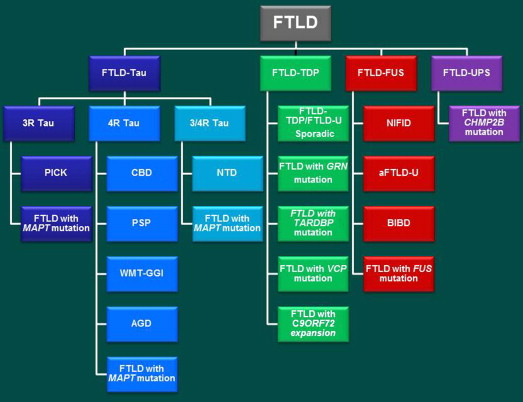 FTLD
FTLD-Tau
FTLD-TDP
FTLD-FUS
FTLD-UPS
3R Tau
4R Tau
3/4R Tau
FTLD-
TDP/FTLD-U
Sporadic
NIFID
FTLD with
CHMP2B
mutation
PICK
CBD
NTD
FTLD with GRN
mutation
aFTLD-U
FTLD with
MAPT mutation
PSP
FTLD with
MAPT mutation
FTLD with
TARDBP
mutation
BIBD
WMT-GGI
FTLD with VCP
mutation
FTLD with FUS
mutation
AGD
FTLD with
C9ORF72
expansion
FTLD with
MAPT mutation